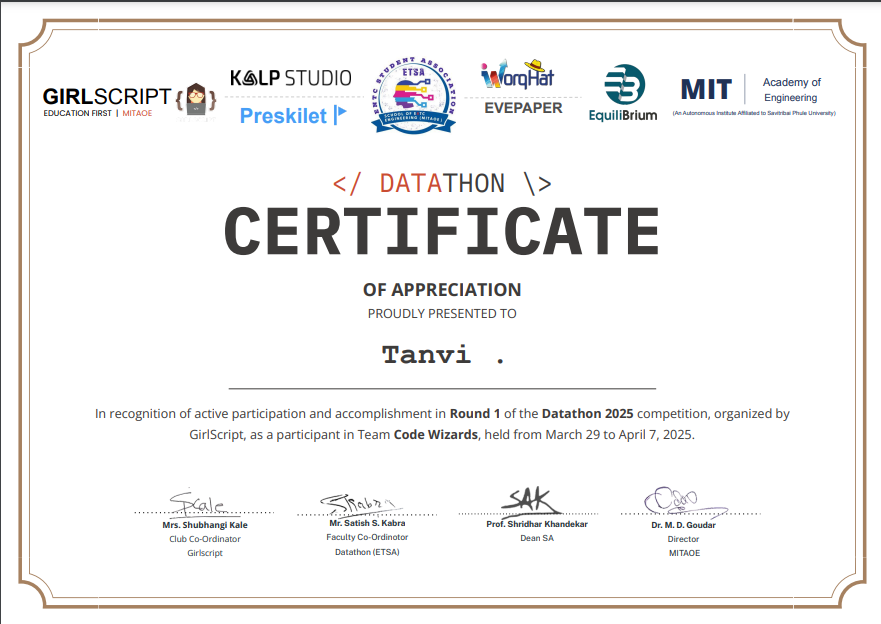 GIRLSCRIPT
EDUCATION FIRST | MITAOE
KALP STUDIO
Preskilet
ENTC STUDENT ASSOCIATION
ETSA
SCHOOL OF E-TC
ENGINEERING (MITAOE)
WorqHat
EVEPAPER
EquiliBrium
MIT
Academy of
Engineering
(An Autonomous Institute Affiliated to Savitribai Phule University)
</ DATATHON \>
CERTIFICATE
OF APPRECIATION
PROUDLY PRESENTED TO
Tanvi .
In recognition of active participation and accomplishment in Round 1 of the Datathon 2025 competition, organized by
GirlScript, as a participant in Team Code Wizards, held from March 29 to April 7, 2025.
SAK
Mrs. Shubhangi Kale
Club Co-Ordinator
Girlscript
Mr. Satish S. Kabra
Faculty Co-Ordinotor
Datathon (ETSA)
Prof. Shridhar Khandekar
Dean SA
Dr. M. D. Goudar
Director
MITAOE